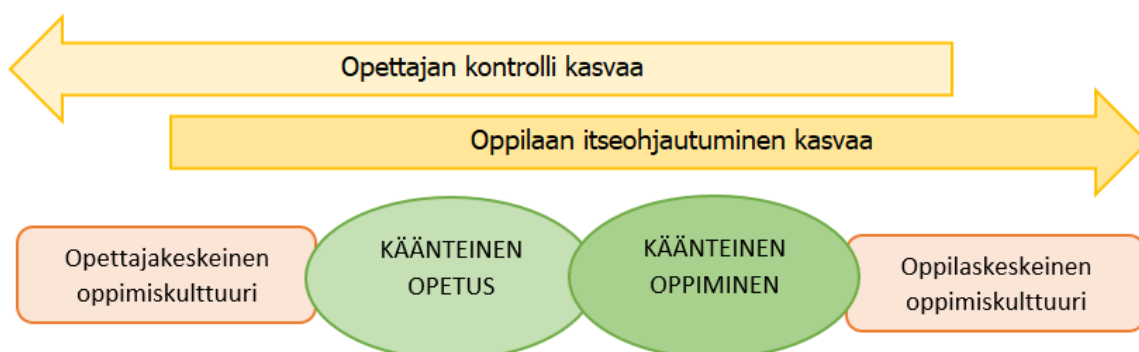 Opettajan kontrolli kasvaa
Oppilaan itseohjautuminen kasvaa
Opettajakeskeinen
oppimiskulttuuri
KÄÄNTEINEN
OPETUS
KÄÄNTEINEN
OPPIMINEN
Oppilaskeskeinen
oppimiskulttuuri